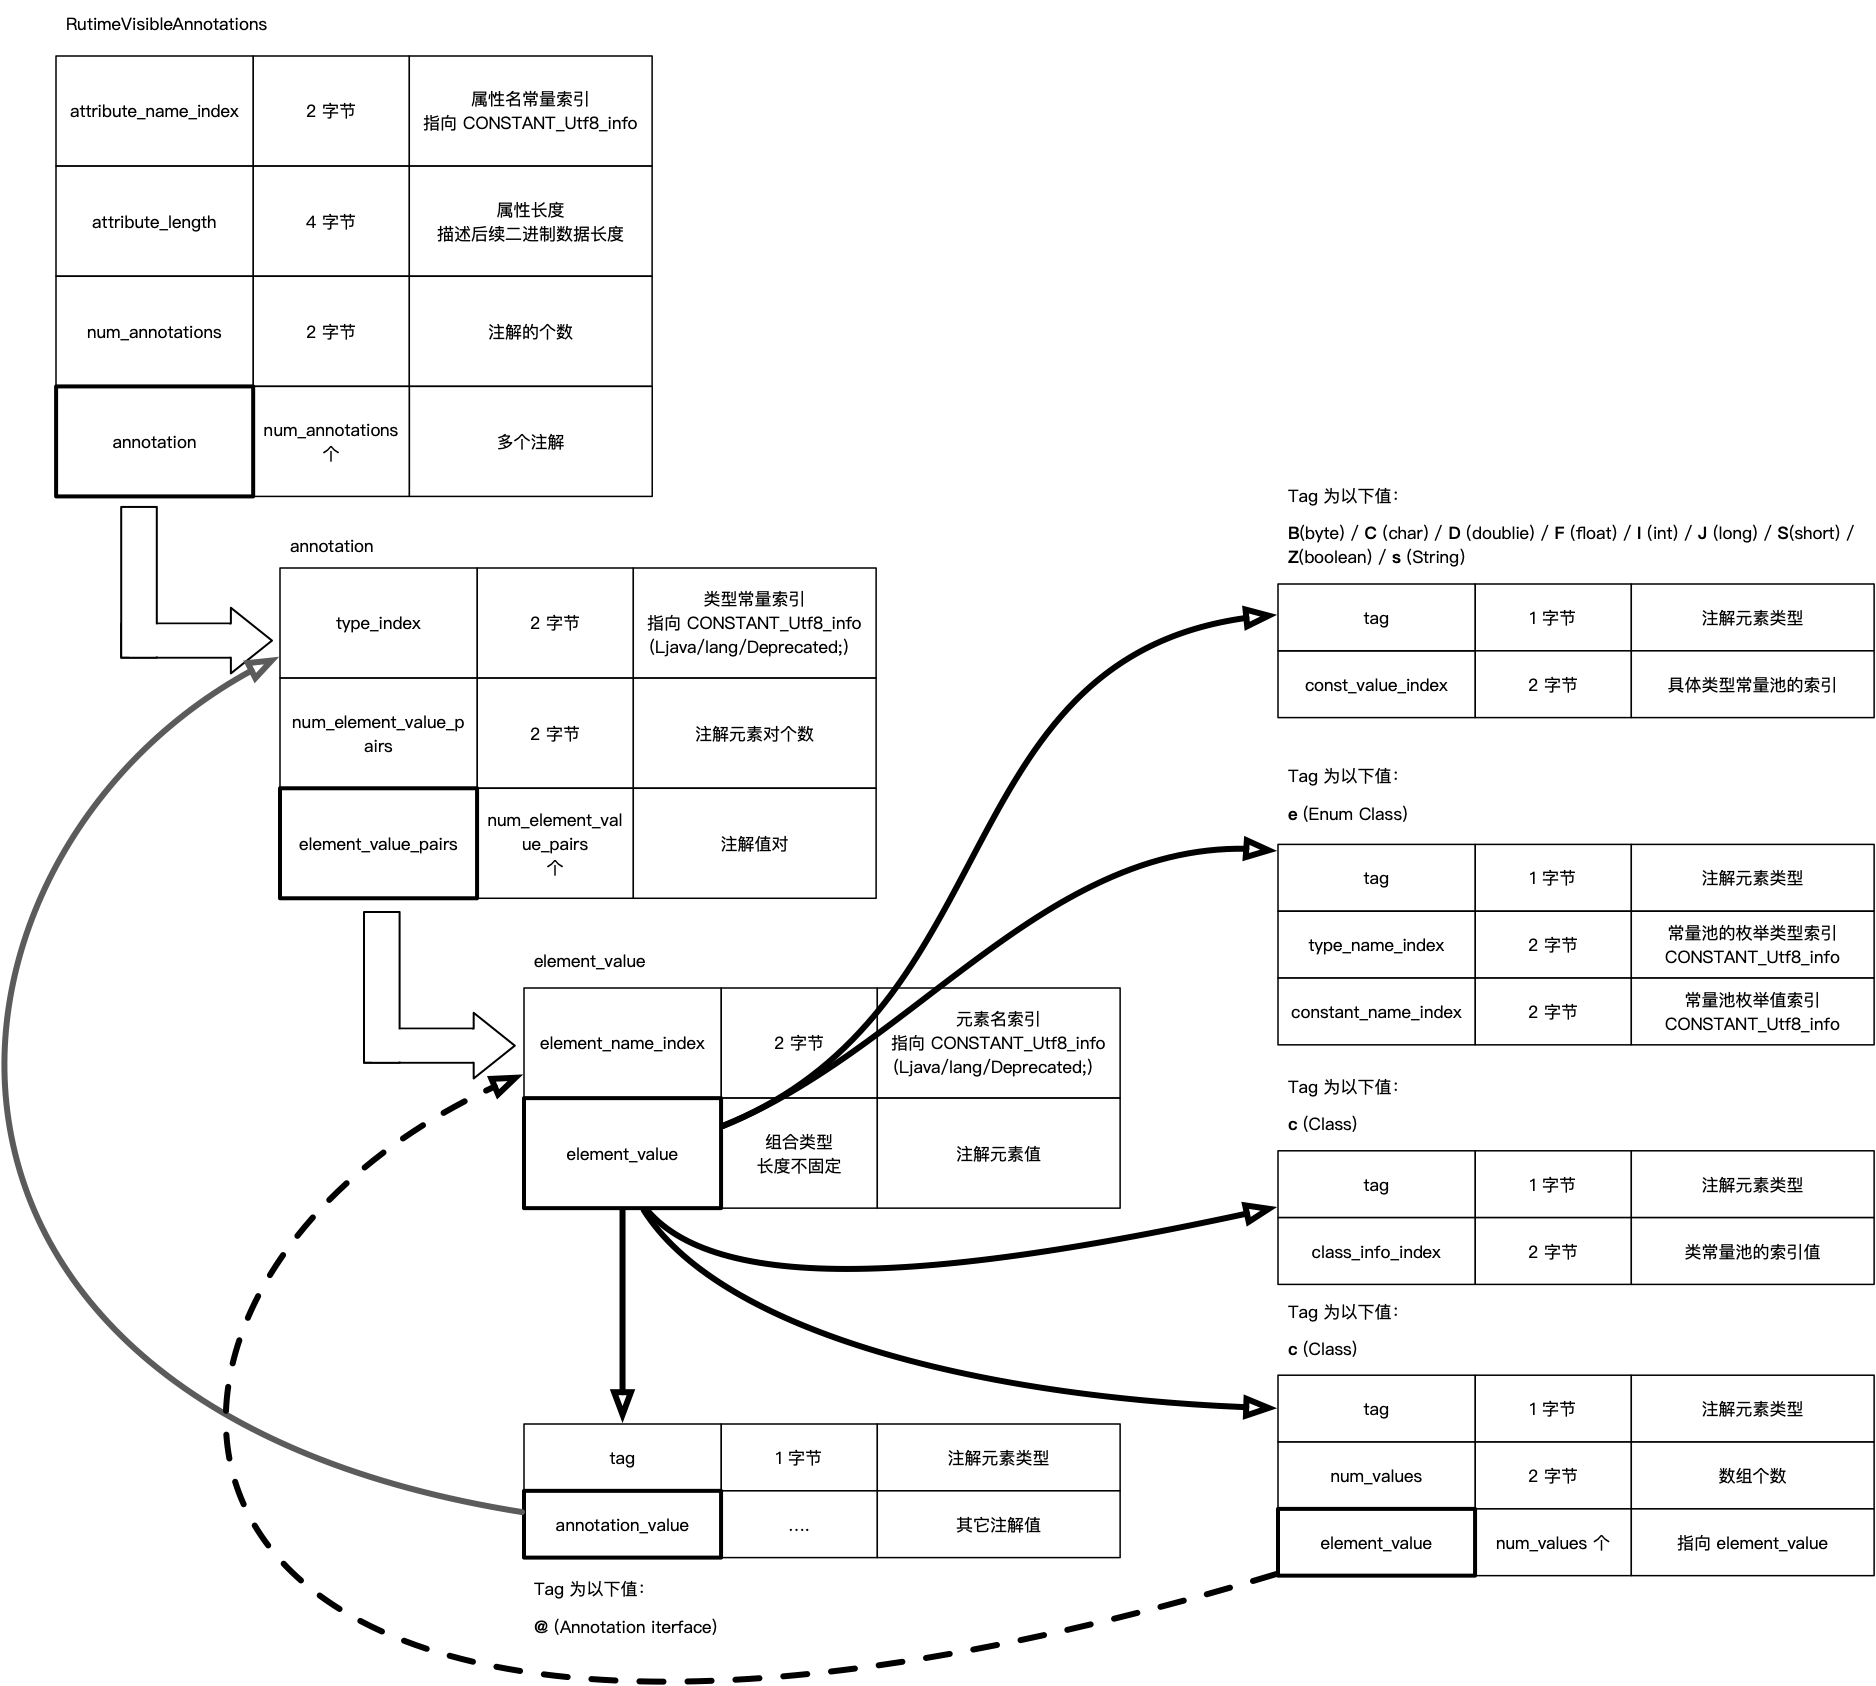 RutimeVisibleAnnotations
attribute_name_index
2 字节
属性名常量索引
指向 CONSTANT_Utf8_info
attribute_length
4 字节
属性长度
描述后续二进制数据长度
num_annotations
2 字节
注解的个数
annotation
num_annotations
个
多个注解
annotation
type_index
2 字节
类型常量索引
指向 CONSTANT_Utf8_info
(Ljava/lang/Deprecated;)
num_element_value_p
airs
2 字节
注解元素对个数
element_value_pairs
num_element_val
ue_pairs
个
注解值对
element_value
element_name_index
2 字节
元素名索引
指向 CONSTANT_Utf8_info
(Ljava/lang/Deprecated;)
element_value
组合类型
长度不固定
注解元素值
tag
1 字节
注解元素类型
annotation_value
....
其它注解值
Tag 为以下值：
@ (Annotation iterface)
Tag 为以下值：
B(byte) / C (char) / D (doublie) / F (float) / I (int) / J (long) / S(short) /
Z(boolean) / s (String)
tag
1 字节
注解元素类型
const_value_index
2 字节
具体类型常量池的索引
Tag 为以下值：
e (Enum Class)
tag
1 字节
注解元素类型
type_name_index
2 字节
常量池的枚举类型索引
CONSTANT_Utf8_info
constant_name_index
2 字节
常量池枚举值索引
CONSTANT_Utf8_info
Tag 为以下值：
c (Class)
tag
1 字节
注解元素类型
class_info_index
2 字节
类常量池的索引值
Tag 为以下值：
c (Class)
tag
1 字节
注解元素类型
num_values
2 字节
数组个数
element_value
num_values 个
指向 element_value